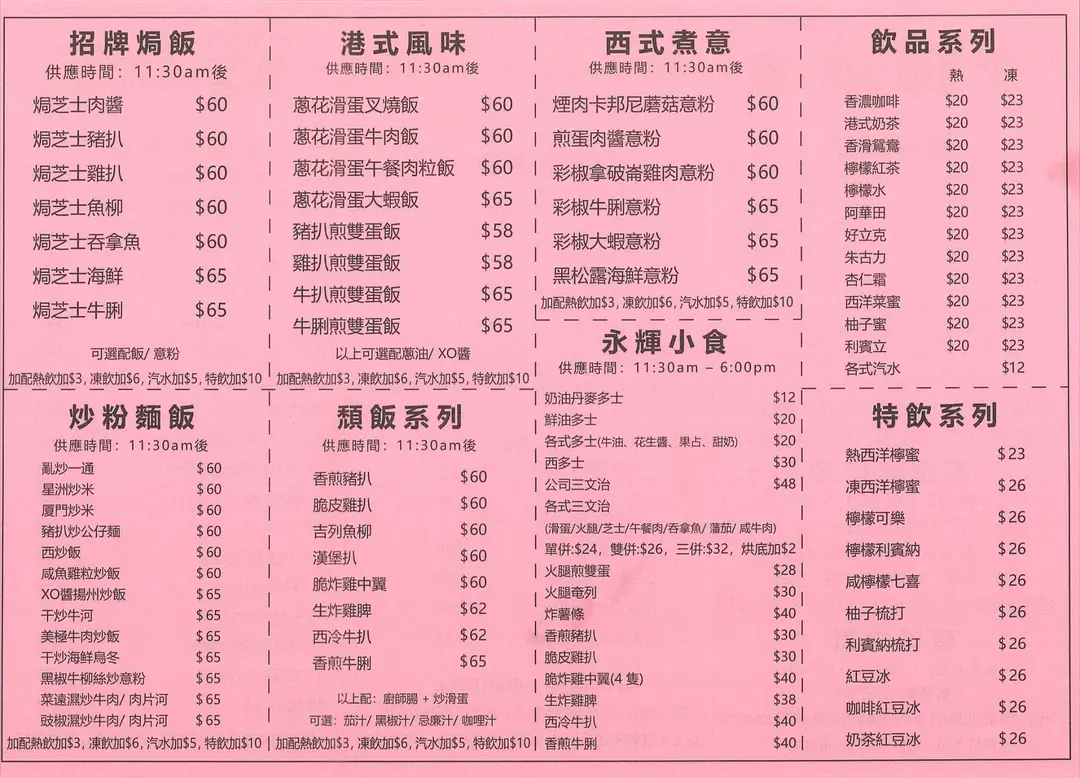 招牌焗飯
供應時間：11:30am後
焗芝士肉醬 $60
焗芝士豬扒 $60
焗芝士雞扒 $60
焗芝士魚柳 $60
焗芝士吞拿魚 $60
焗芝士海鮮 $65
焗芝士牛脷 $65
可選配飯/ 意粉
加配熱飲加$3, 凍飲加$6, 汽水加$5, 特飲加$10
港式風味
供應時間：11:30am後
蔥花滑蛋叉燒飯 $60
蔥花滑蛋牛肉飯 $60
蔥花滑蛋午餐肉粒飯 $60
蔥花滑蛋大蝦飯 $65
豬扒煎雙蛋飯 $58
雞扒煎雙蛋飯 $58
牛扒煎雙蛋飯 $65
牛脷煎雙蛋飯 $65
以上可選配蔥油/ XO醬
加配熱飲加$3, 凍飲加$6, 汽水加$5, 特飲加$10
西式煮意
供應時間：11:30am後
煙肉卡邦尼蘑菇意粉 $60
煎蛋肉醬意粉 $60
彩椒拿破崙雞肉意粉 $60
彩椒牛脷意粉 $65
彩椒大蝦意粉 $65
黑松露海鮮意粉 $65
加配熱飲加$3, 凍飲加$6, 汽水加$5, 特飲加$10
飲品系列
熱 凍
香濃咖啡 $20 $23
港式奶茶 $20 $23
香滑鴛鴦 $20 $23
檸檬紅茶 $20 $23
檸檬水 $20 $23
阿華田 $20 $23
好立克 $20 $23
朱古力 $20 $23
杏仁霜 $20 $23
西洋菜蜜 $20 $23
柚子蜜 $20 $23
利賓立 $20 $23
各式汽水 $12
炒粉麵飯
供應時間：11:30am後
亂炒一通 $60
星洲炒米 $60
厦門炒米 $60
豬扒炒公仔麵 $60
西炒飯 $60
咸魚雞粒炒飯 $60
XO醬揚州炒飯 $65
干炒牛河 $65
美極牛肉炒飯 $65
干炒海鮮烏冬 $65
黑椒牛柳絲炒意粉 $65
菜遠濕炒牛肉/ 肉片河 $65
豉椒濕炒牛肉/ 肉片河 $65
加配熱飲加$3, 凍飲加$6, 汽水加$5, 特飲加$10
頹飯系列
供應時間：11:30am後
香煎豬扒 $60
脆皮雞扒 $60
吉列魚柳 $60
漢堡扒 $60
脆炸雞中翼 $60
生炸雞脾 $62
西冷牛扒 $62
香煎牛脷 $65
以上配：廚師腸 + 炒滑蛋
可選：茄汁/ 黑椒汁/ 忌廉汁/ 咖哩汁
加配熱飲加$3, 凍飲加$6, 汽水加$5, 特飲加$10
永輝小食
供應時間：11:30am – 6:00pm
奶油丹麥多士 $12
鮮油多士 $20
各式多士(牛油、花生醬、果占、甜奶) $20
西多士 $30
公司三文治 $48
各式三文治
(滑蛋/火腿/芝士/午餐肉/吞拿魚/ 蕃茄/ 咸牛肉)
單併:$24, 雙併:$26, 三併:$32, 烘底加$2
火腿煎雙蛋 $28
火腿奄列 $30
炸薯條 $40
香煎豬扒 $30
脆皮雞扒 $30
脆炸雞中翼(4 隻) $40
生炸雞脾 $38
西冷牛扒 $40
香煎牛脷 $40
特飲系列
熱西洋檸蜜 $23
凍西洋檸蜜 $26
檸檬可樂 $26
檸檬利賓納 $26
咸檸檬七喜 $26
柚子梳打 $26
利賓納梳打 $26
紅豆冰 $26
咖啡紅豆冰 $26
奶茶紅豆冰 $26